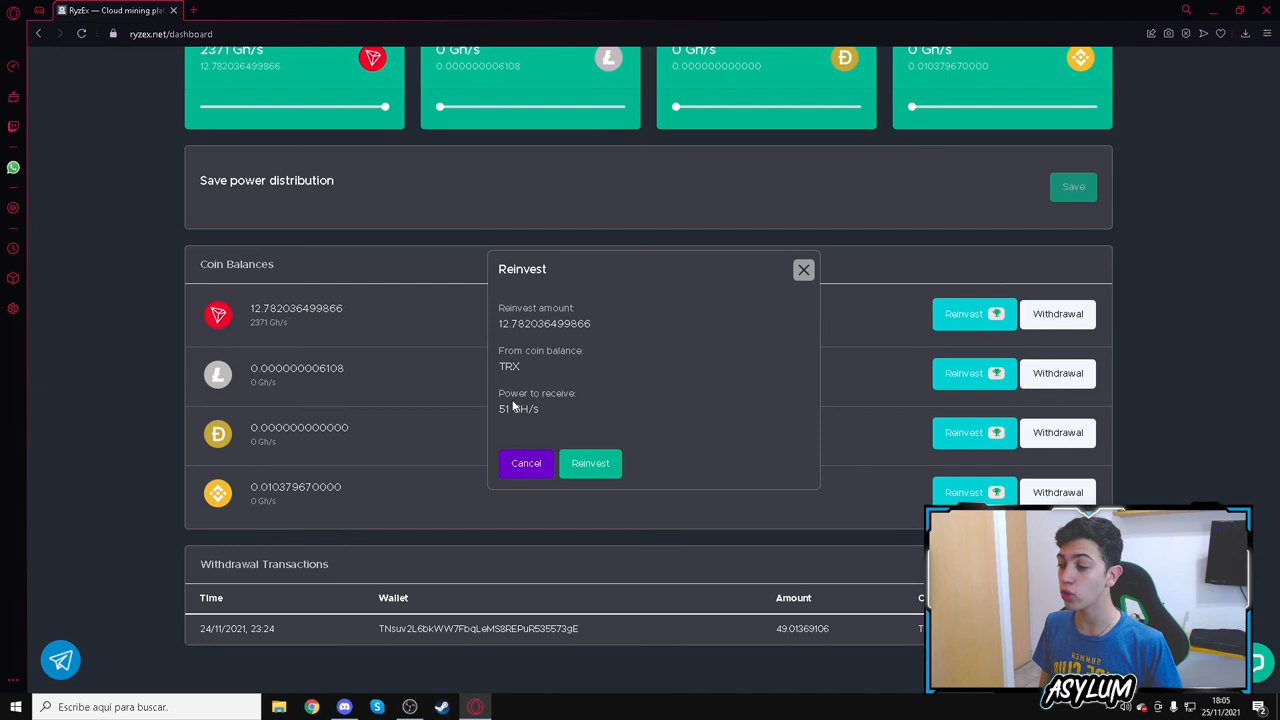 RyzEx — Cloud mining pla
ryzex.net/dashboard
2371 Gh/s
12.782036499866
0 Gh/s
0.000000006108
0 Gh/s
0.000000000000
0 Gh/s
0.010379670000
Save power distribution
Save
Coin Balances
12.782036499866
2371 Gh/s
Reinvest
Withdrawal
0.000000006108
0 Gh/s
Reinvest
Withdrawal
0.000000000000
0 Gh/s
Reinvest
Withdrawal
0.010379670000
0 Gh/s
Reinvest
Withdrawal
Reinvest
Reinvest amount:
12.782036499866
From coin balance:
TRX
Power to receive:
51 GH/s
Cancel
Reinvest
Withdrawal Transactions
Time
Wallet
Amount
24/11/2021, 23:24
TNsuv2L6bkWW7FbqLeMS8REPuR535573gE
49.01369106
ASYLUM
Escribe aquí para buscar.
18:05
25/11/2021